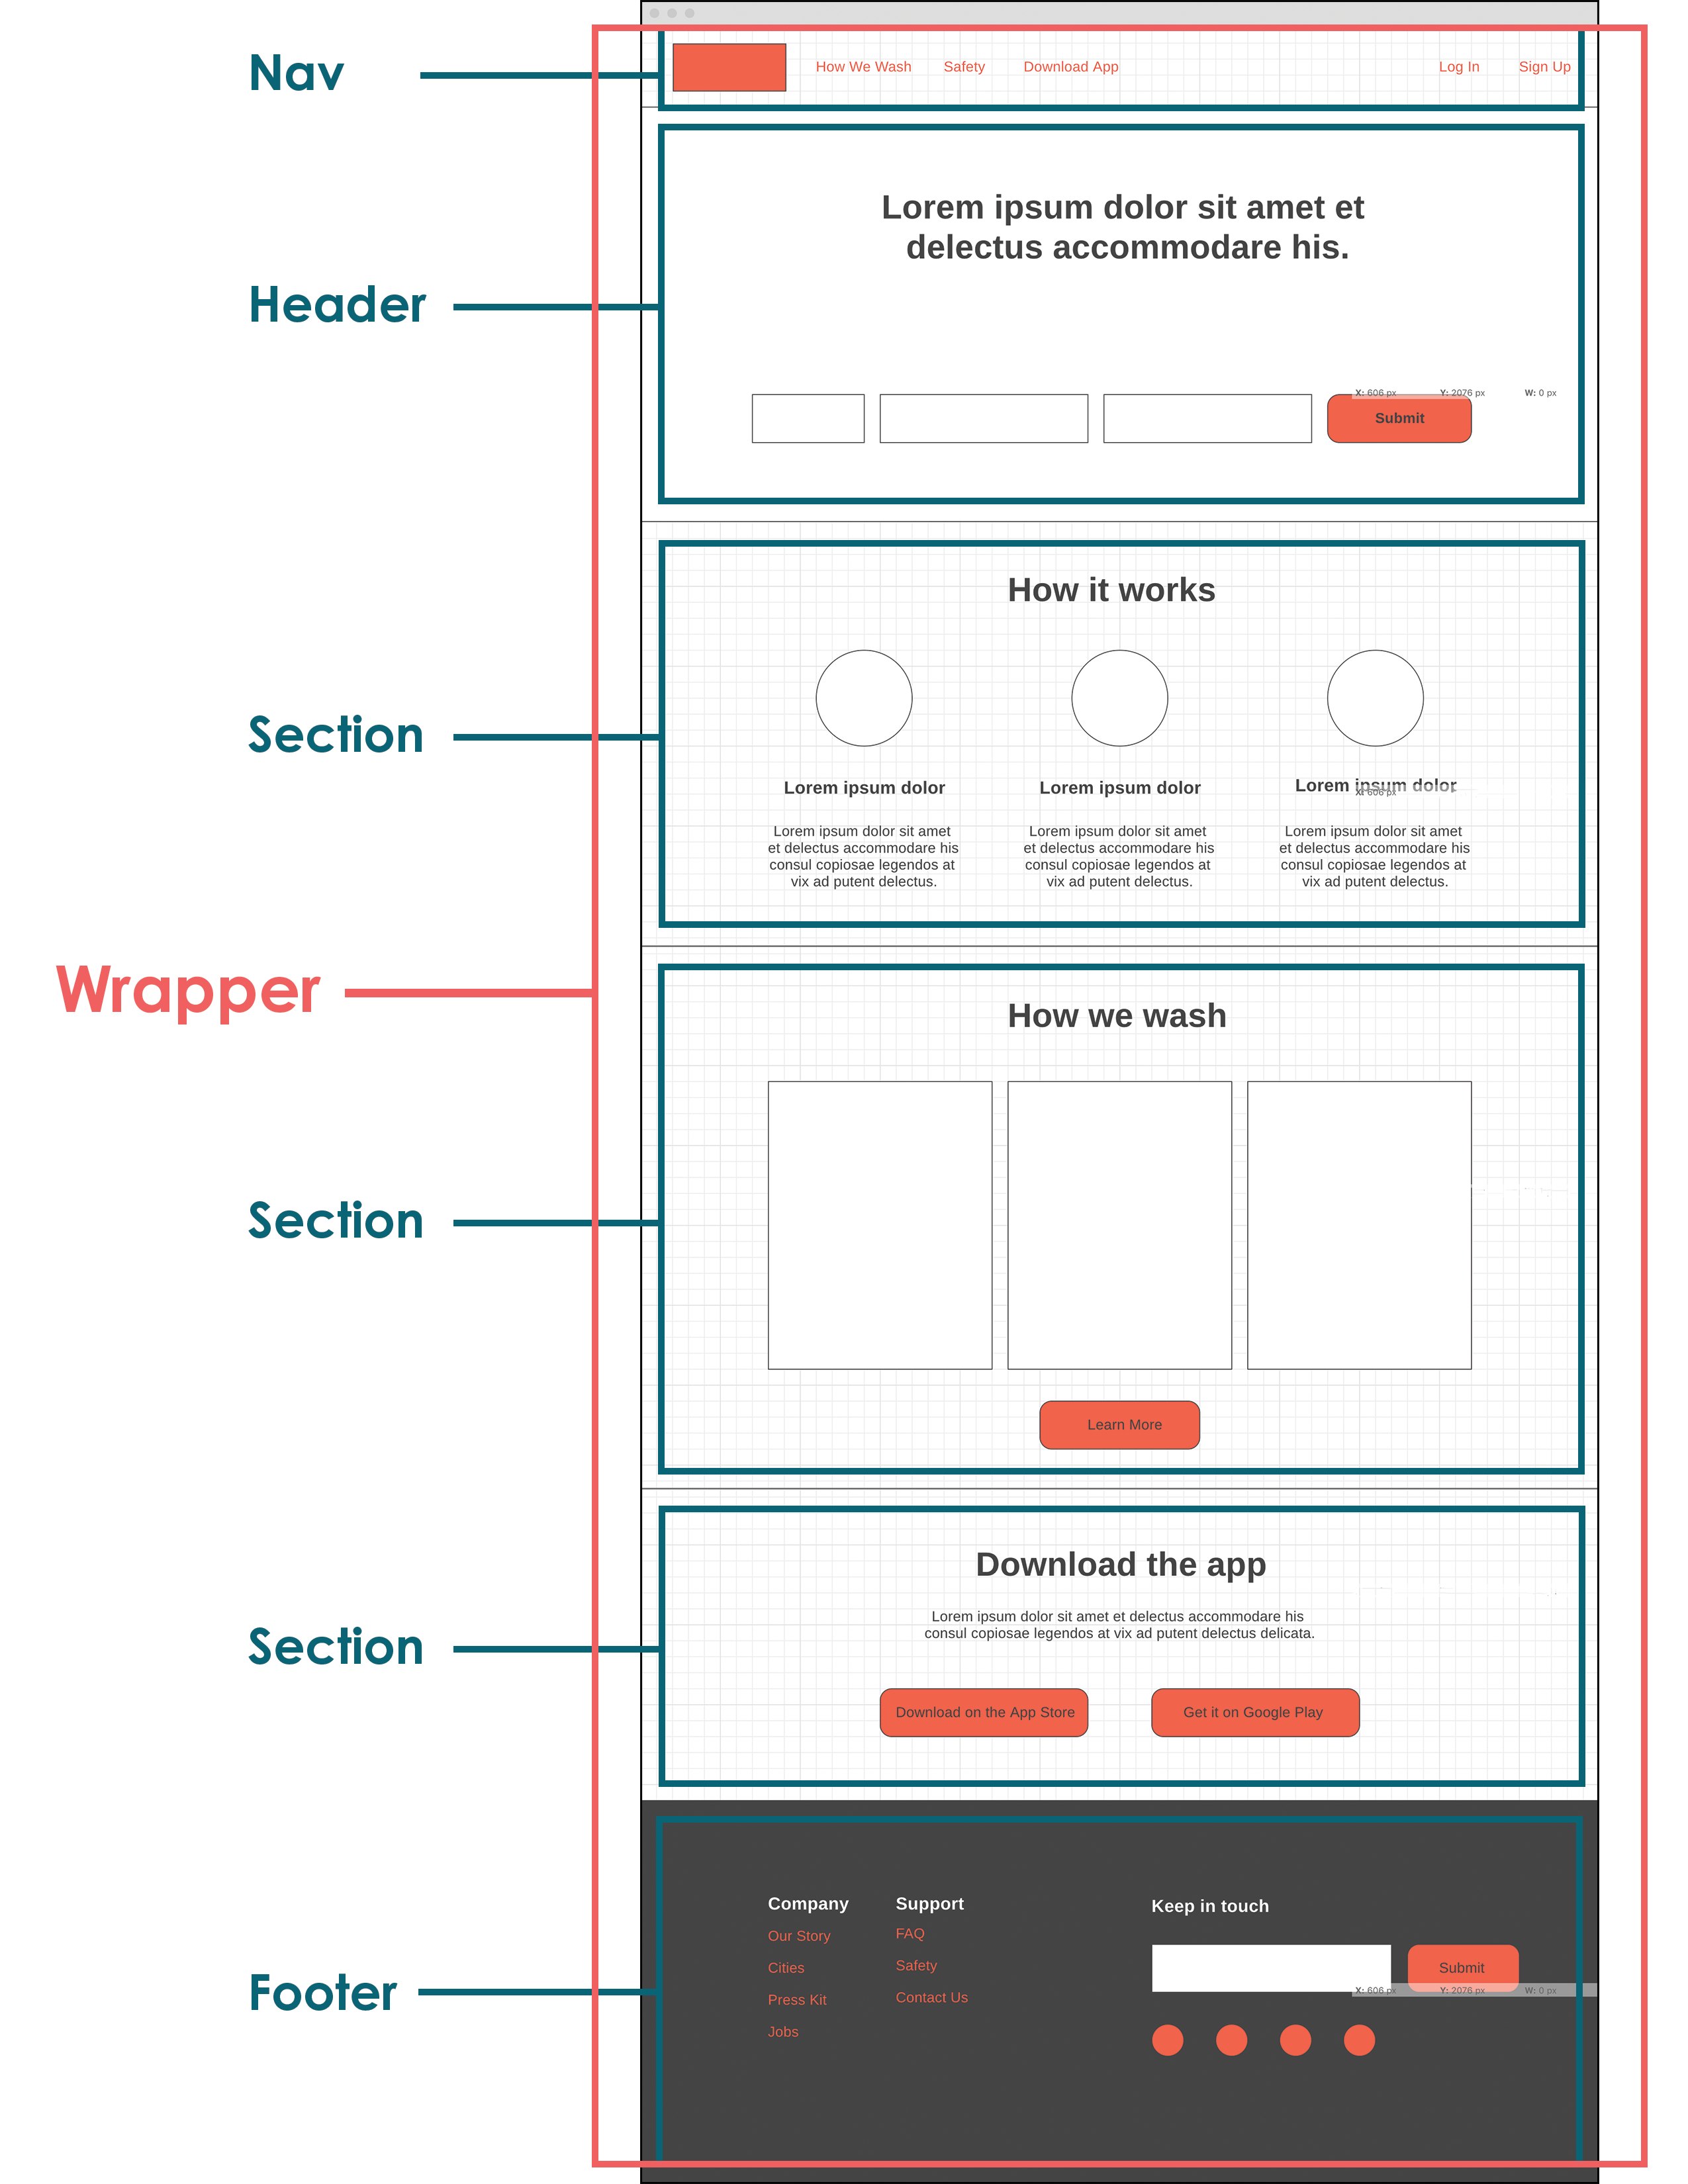 Nav
How We Wash
Safety
Download App
Log In
Sign Up
Header
Lorem ipsum dolor sit amet et
delectus accommodare his.
X: 606 px
Y: 2076 px
W: 0 px
Submit
Section
How it works
Lorem ipsum dolor
Lorem ipsum dolor sit amet
et delectus accommodare his
consul copiosae legendos at
vix ad putent delectus.
Lorem ipsum dolor
Lorem ipsum dolor sit amet
et delectus accommodare his
consul copiosae legendos at
vix ad putent delectus.
Lorem ipsum dolor
X: 606 px
Lorem ipsum dolor sit amet
et delectus accommodare his
consul copiosae legendos at
vix ad putent delectus.
Wrapper
Section
How we wash
Learn More
Section
Download the app
Lorem ipsum dolor sit amet et delectus accommodare his
consul copiosae legendos at vix ad putent delectus delicata.
Download on the App Store
Get it on Google Play
Footer
Company
Our Story
Cities
Press Kit
Jobs
Support
FAQ
Safety
Contact Us
Keep in touch
Submit
X: 606 px
Y: 2076 px
W: 0 px